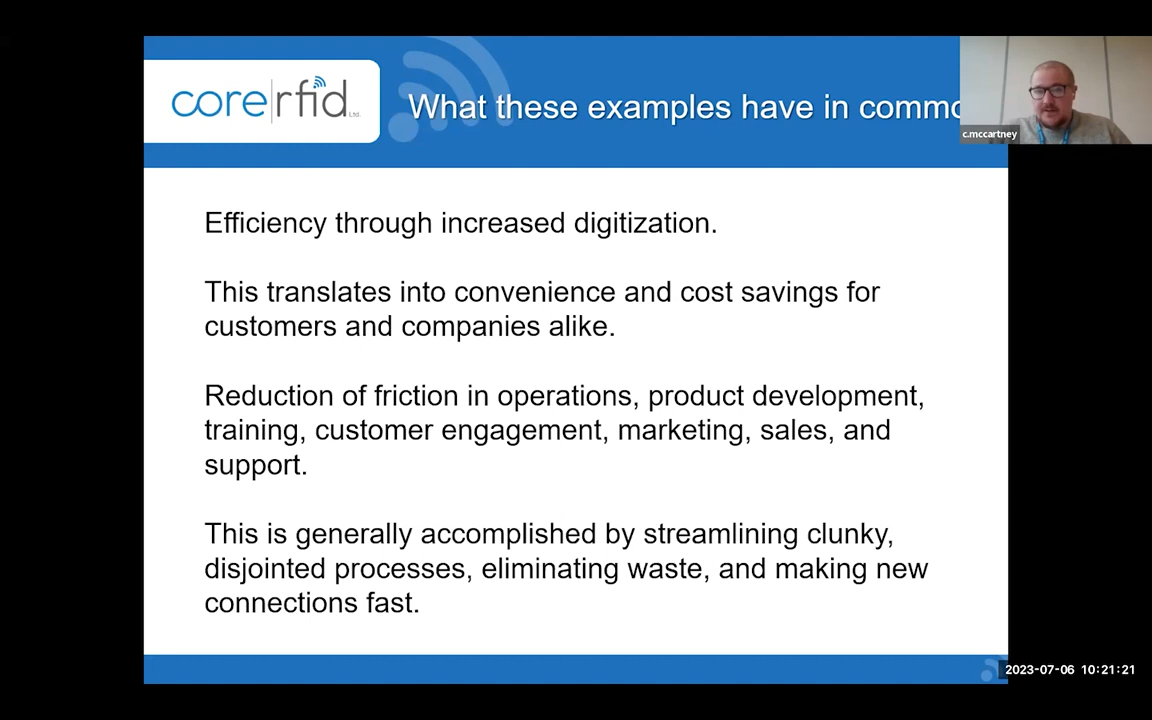 core rfid Ltd.
What these examples have in commo
c.mccartney
Efficiency through increased digitization.
This translates into convenience and cost savings for
customers and companies alike.
Reduction of friction in operations, product development,
training, customer engagement, marketing, sales, and
support.
This is generally accomplished by streamlining clunky,
disjointed processes, eliminating waste, and making new
connections fast.
2023-07-06 10:21:21